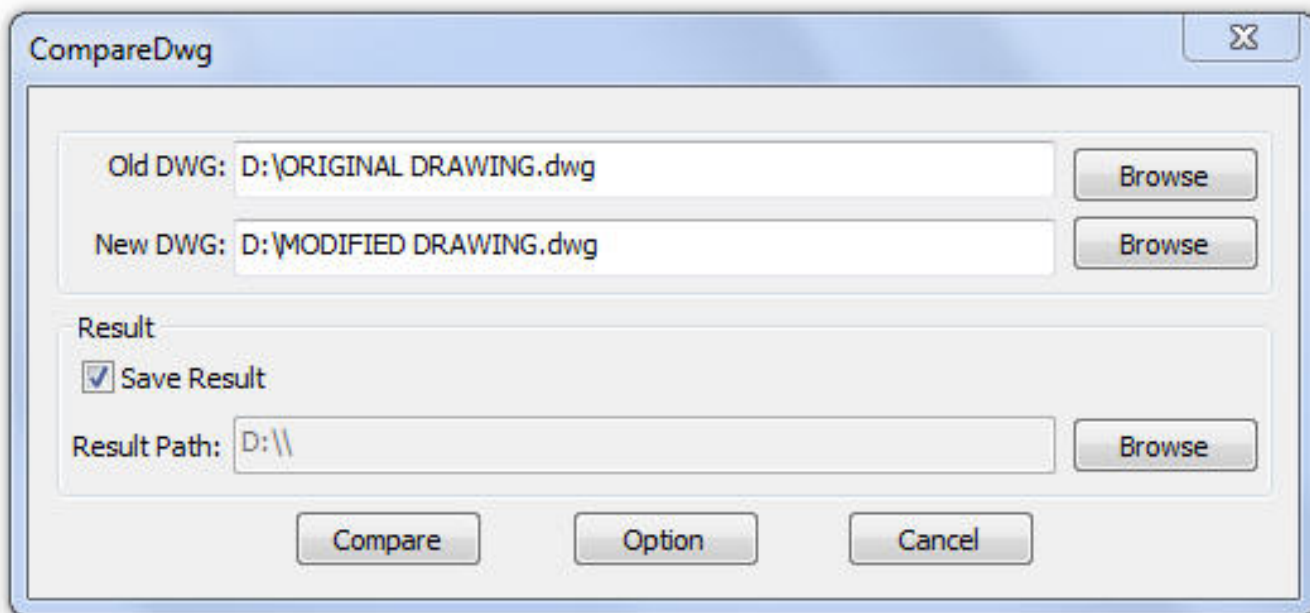 CompareDwg
Old DWG: D:\ORIGINAL DRAWING.dwg Browse
New DWG: D:\MODIFIED DRAWING.dwg Browse
Result
Save Result
Result Path: D:\\ Browse
Compare Option Cancel